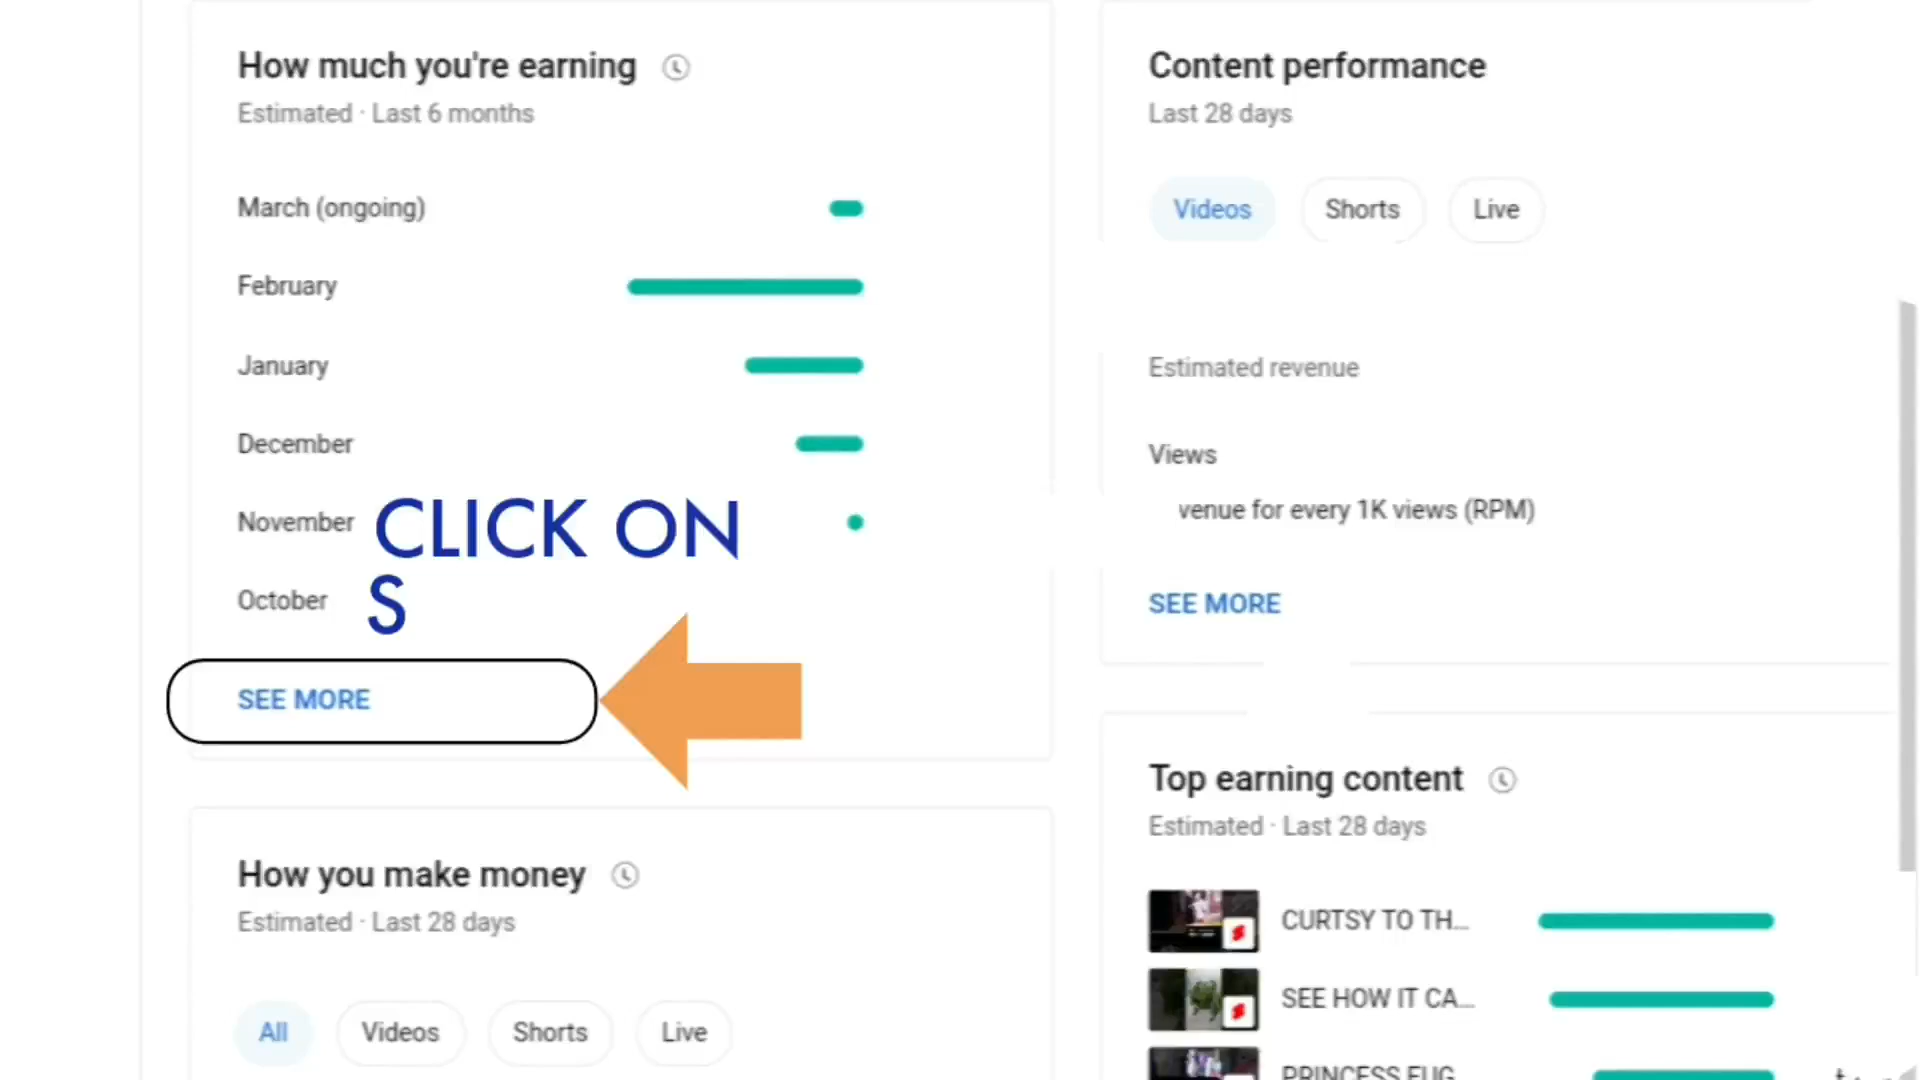 How much you're earning
Estimated · Last 6 months
March (ongoing)
February
January
December
November
October
CLICK ON
S
SEE MORE
How you make money
Estimated · Last 28 days
All
Videos
Shorts
Live
Content performance
Last 28 days
Videos
Shorts
Live
Estimated revenue
Views
venue for every 1K views (RPM)
SEE MORE
Top earning content
Estimated · Last 28 days
CURTSY TO TH...
SEE HOW IT CA...
PRINCESS EUG